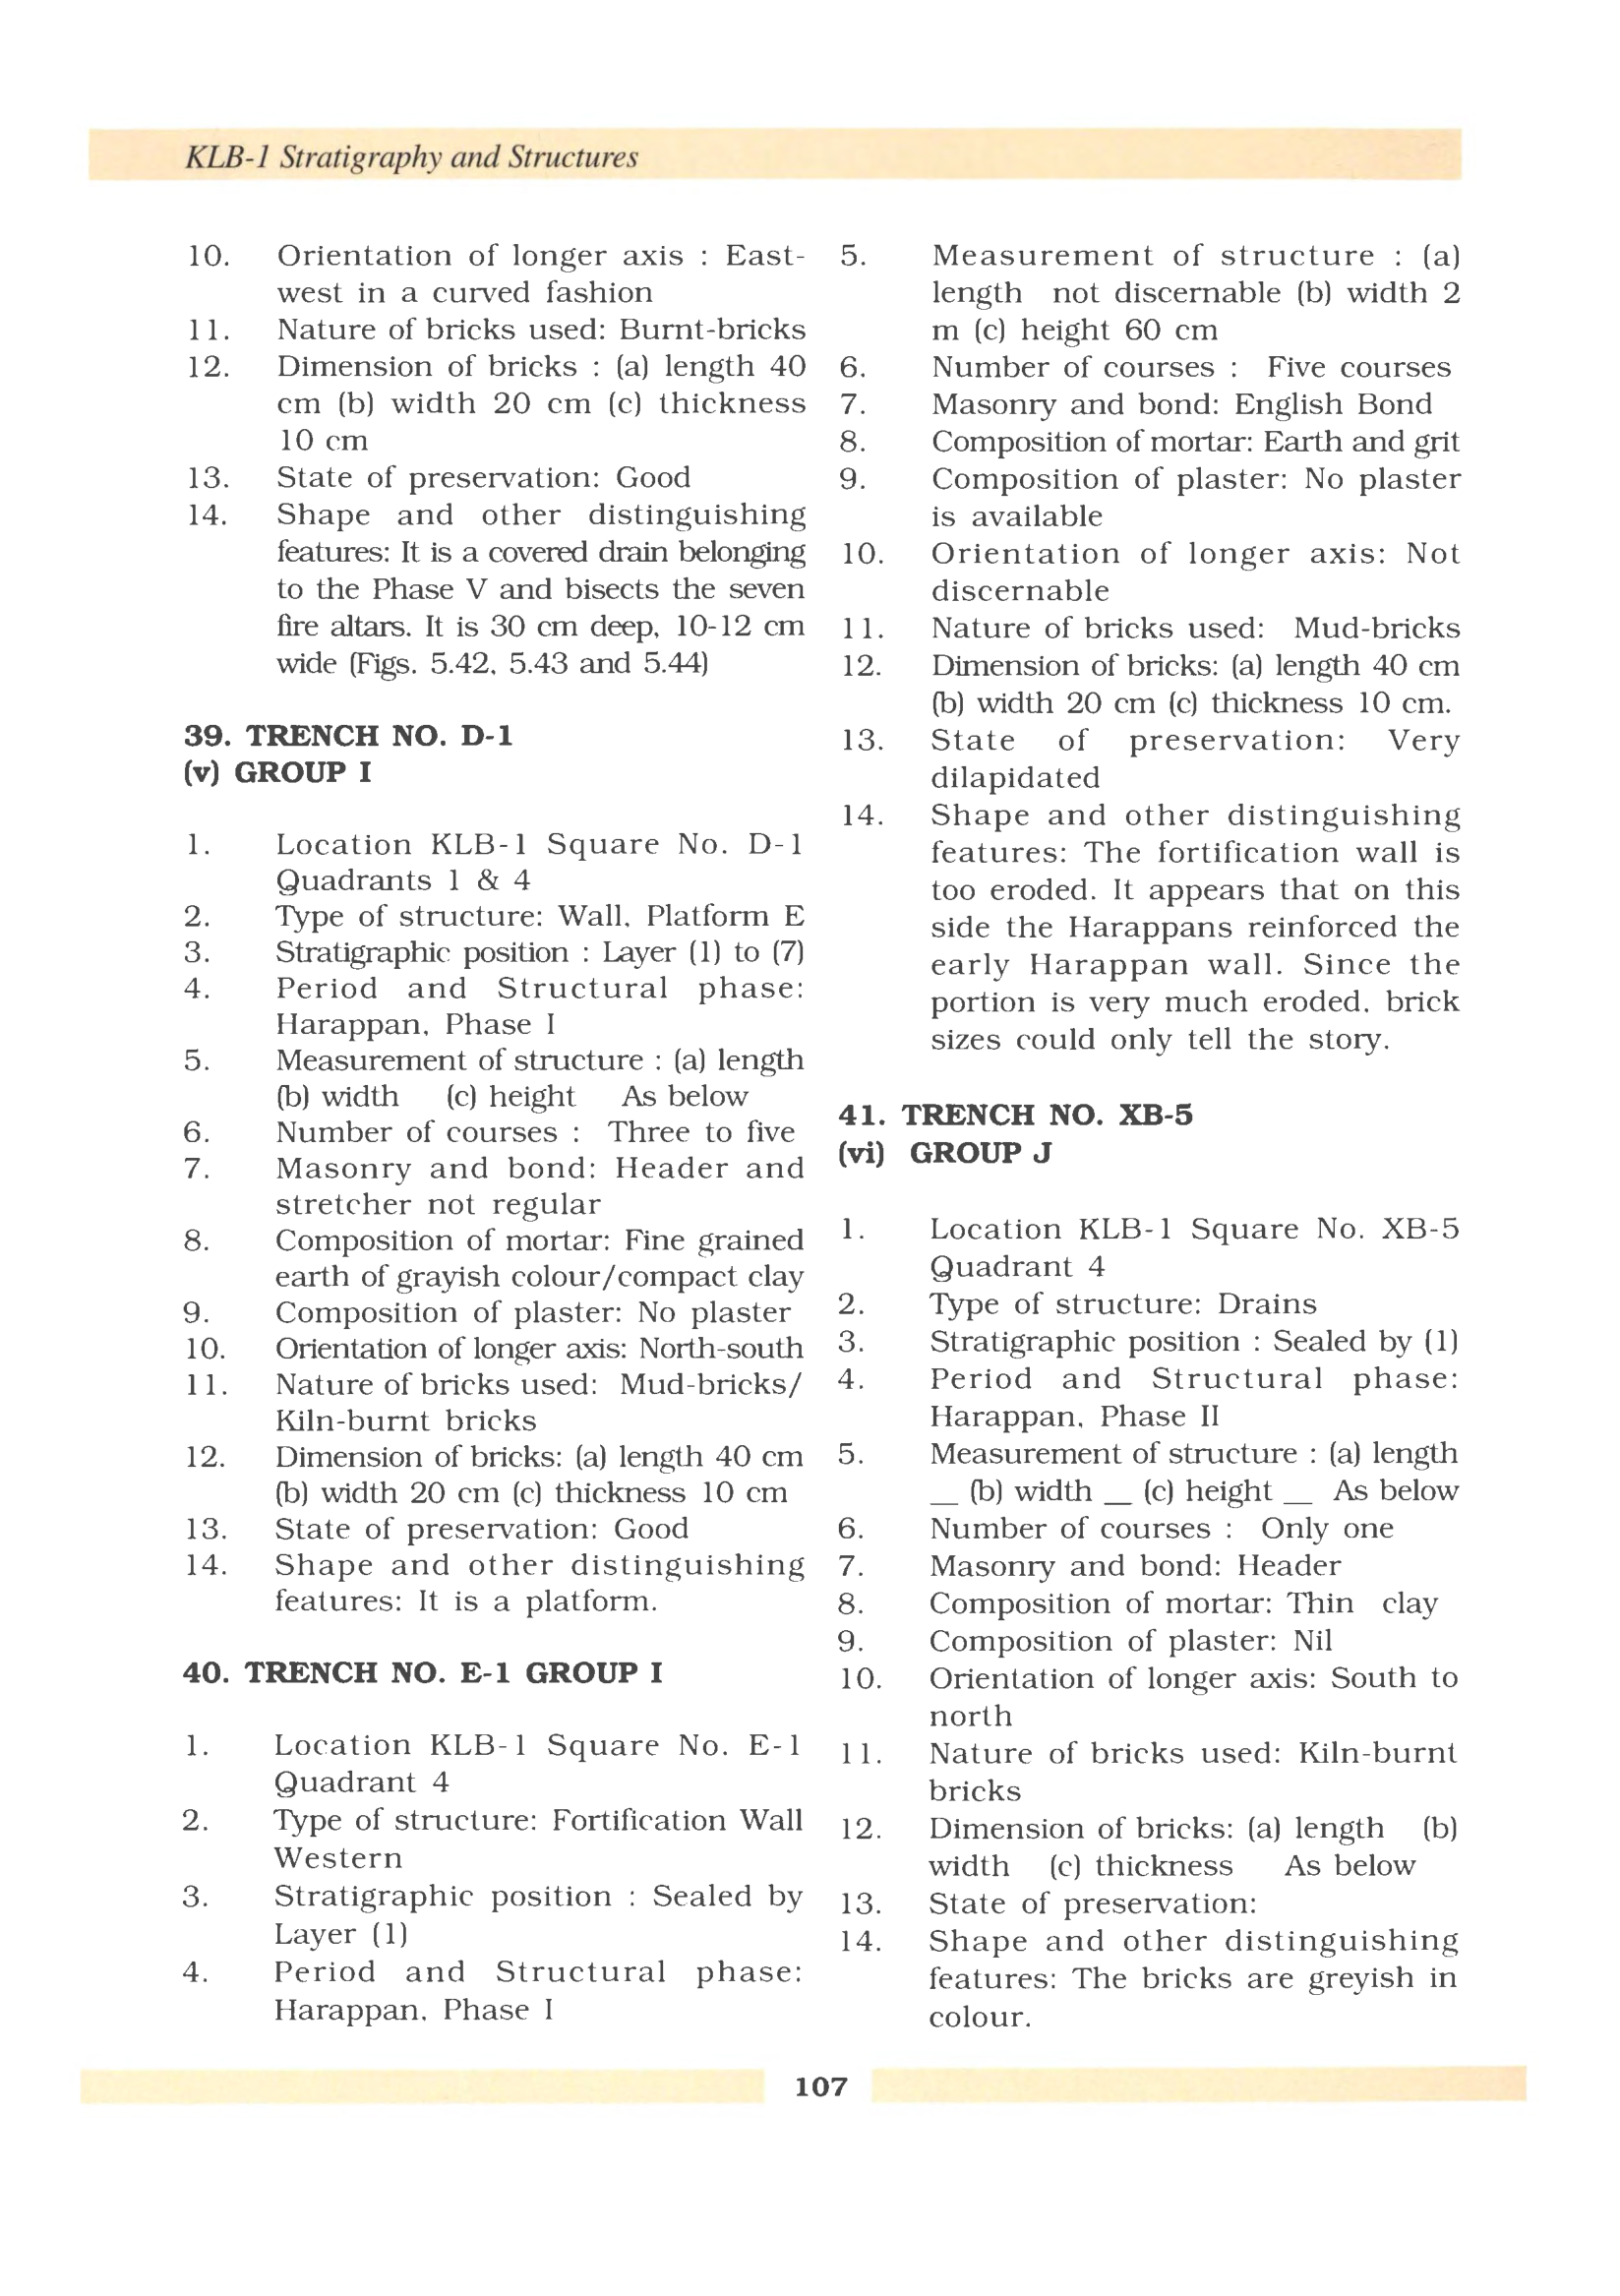 KLB-1 Stratigraphy and Structures
10. Orientation of longer axis : East-
west in a curved fashion
11. Nature of bricks used: Burnt-bricks
12. Dimension of bricks : (a) length 40
cm (b) width 20 cm (c) thickness
10 cm
13. State of preservation: Good
14. Shape and other distinguishing
features: It is a covered drain belonging
to the Phase V and bisects the seven
fire altars. It is 30 cm deep, 10-12 cm
wide (Figs. 5.42, 5.43 and 5.44)
39. TRENCH NO. D-1
(v) GROUP I
1. Location KLB-1 Square No. D-1
Quadrants 1 & 4
2. Type of structure: Wall, Platform E
3. Stratigraphic position : Layer (1) to (7)
4. Period and Structural phase:
Harappan, Phase I
5. Measurement of structure : (a) length
(b) width (c) height As below
6. Number of courses : Three to five
7. Masonry and bond: Header and
stretcher not regular
8. Composition of mortar: Fine grained
earth of grayish colour/compact clay
9. Composition of plaster: No plaster
10. Orientation of longer axis: North-south
11. Nature of bricks used: Mud-bricks/
Kiln-burnt bricks
12. Dimension of bricks: (a) length 40 cm
(b) width 20 cm (c) thickness 10 cm
13. State of preservation: Good
14. Shape and other distinguishing
features: It is a platform.
40. TRENCH NO. E-1 GROUP I
1. Location KLB-1 Square No. E-1
Quadrant 4
2. Type of structure: Fortification Wall
Western
3. Stratigraphic position : Sealed by
Layer (1)
4. Period and Structural phase:
Harappan, Phase I
5. Measurement of structure : (a)
length not discernable (b) width 2
m (c) height 60 cm
6. Number of courses : Five courses
7. Masonry and bond: English Bond
8. Composition of mortar: Earth and grit
9. Composition of plaster: No plaster
is available
10. Orientation of longer axis: Not
discernable
11. Nature of bricks used: Mud-bricks
12. Dimension of bricks: (a) length 40 cm
(b) width 20 cm (c) thickness 10 cm.
13. State of preservation: Very
dilapidated
14. Shape and other distinguishing
features: The fortification wall is
too eroded. It appears that on this
side the Harappans reinforced the
early Harappan wall. Since the
portion is very much eroded, brick
sizes could only tell the story.
41. TRENCH NO. XB-5
(vi) GROUP J
1. Location KLB-1 Square No. XB-5
Quadrant 4
2. Type of structure: Drains
3. Stratigraphic position : Sealed by (1)
4. Period and Structural phase:
Harappan, Phase II
5. Measurement of structure : (a) length
_ (b) width _ (c) height _ As below
6. Number of courses : Only one
7. Masonry and bond: Header
8. Composition of mortar: Thin clay
9. Composition of plaster: Nil
10. Orientation of longer axis: South to
north
11. Nature of bricks used: Kiln-burnt
bricks
12. Dimension of bricks: (a) length (b)
width (c) thickness As below
13. State of preservation:
14. Shape and other distinguishing
features: The bricks are greyish in
colour.
107